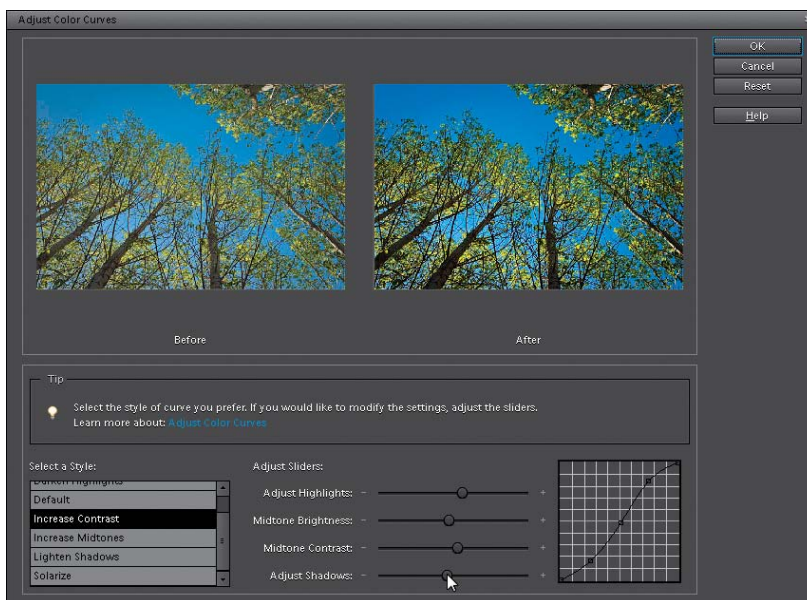 Adjust Color Curves
OK
Cancel
Reset
Help
Before
After
Tip
Select the style of curve you prefer. If you would like to modify the settings, adjust the sliders.
Learn more about: Adjust Color Curves
Select a Style:
Darken Highlights
Default
Increase Contrast
Increase Midtones
Lighten Shadows
Solarize
Adjust Sliders:
Adjust Highlights: - +
Midtone Brightness: - +
Midtone Contrast: - +
Adjust Shadows: - +